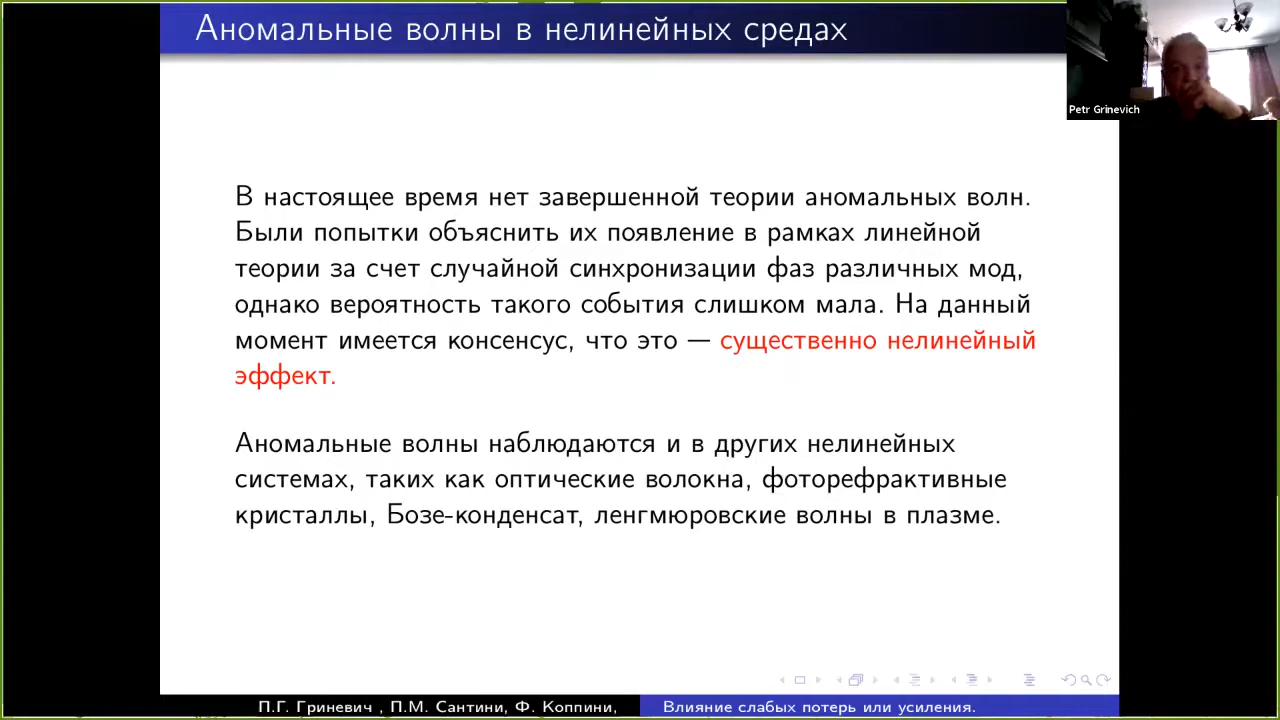 Аномальные волны в нелинейных средах
Petr Grinevich
В настоящее время нет завершенной теории аномальных волн.
Были попытки объяснить их появление в рамках линейной
теории за счет случайной синхронизации фаз различных мод,
однако вероятность такого события слишком мала. На данный
момент имеется консенсус, что это — существенно нелинейный
эффект.
Аномальные волны наблюдаются и в других нелинейных
системах, таких как оптические волокна, фоторефрактивные
кристаллы, Бозе-конденсат, ленгмюровские волны в плазме.
П.Г. Гриневич , П.М. Сантини, Ф. Коппини,
Влияние слабых потерь или усиления.